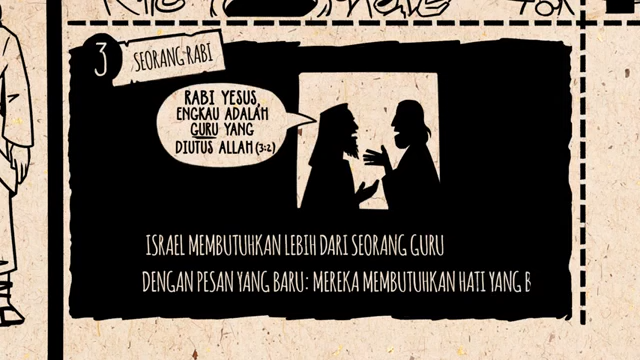 3
SEORANG RABI
RABI YESUS,
ENGKAU ADALAH
GURU YANG
DIUTUS ALLAH (3:2)
ISRAEL MEMBUTUHKAN LEBIH DARI SEORANG GURU
DENGAN PESAN YANG BARU: MEREKA MEMBUTUHKAN HATI YANG B